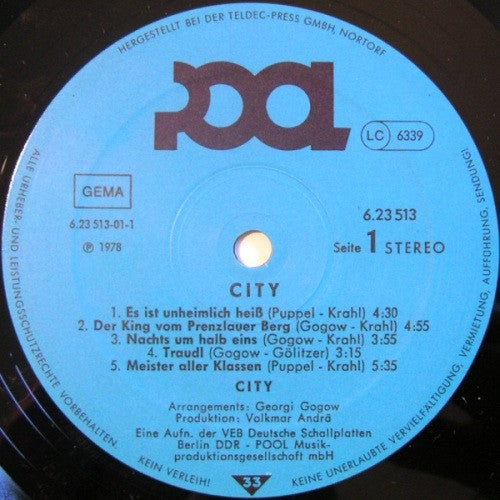 HERGESTELLT BEI DER TELDEC-PRESS GMBH, NORTORF
POOL
LC 6339
GEMA
6.23 513-01-1
℗ 1978
6.23 513
Seite 1 STEREO
CITY
1. Es ist unheimlich heiß (Puppel - Krahl) 4:30
2. Der King vom Prenzlauer Berg (Gogow - Krahl) 4:55
3. Nachts um halb eins (Gogow - Krahl) 3:55
4. Traudl (Gogow - Gölitzer) 3:15
5. Meister aller Klassen (Puppel - Krahl) 5:35
CITY
Arrangements: Georgi Gogow
Produktion: Volkmar Andrä
Eine Aufn. der VEB Deutsche Schallplatten
Berlin DDR - POOL Musik-
produktionsgesellschaft mbH
33
ALLE URHEBER- UND LEISTUNGSSCHUTZRECHTE VORBEHALTEN.
KEIN VERLEIH! KEINE UNERLAUBTE VERVIELFÄLTIGUNG, VERMIETUNG, AUFFÜHRUNG, SENDUNG!